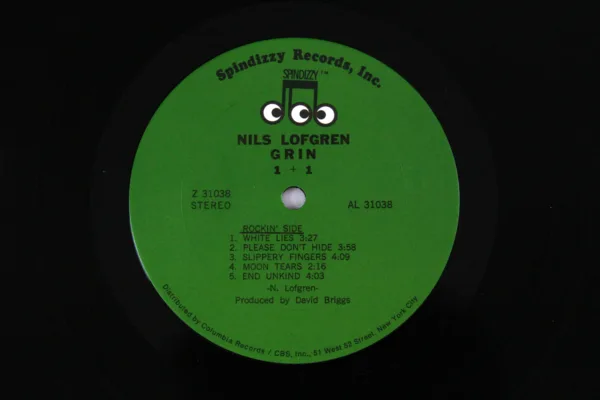 Spindizzy Records, Inc.
SPINDIZZY™
NILS LOFGREN
GRIN
1 + 1
Z 31038
STEREO
AL 31038
ROCKIN' SIDE
1. WHITE LIES 3:27
2. PLEASE DON'T HIDE 3:58
3. SLIPPERY FINGERS 4:09
4. MOON TEARS 2:16
5. END UNKIND 4:03
-N. Lofgren-
Produced by David Briggs
Distributed by Columbia Records / CBS, Inc., 51 West 52 Street, New York City